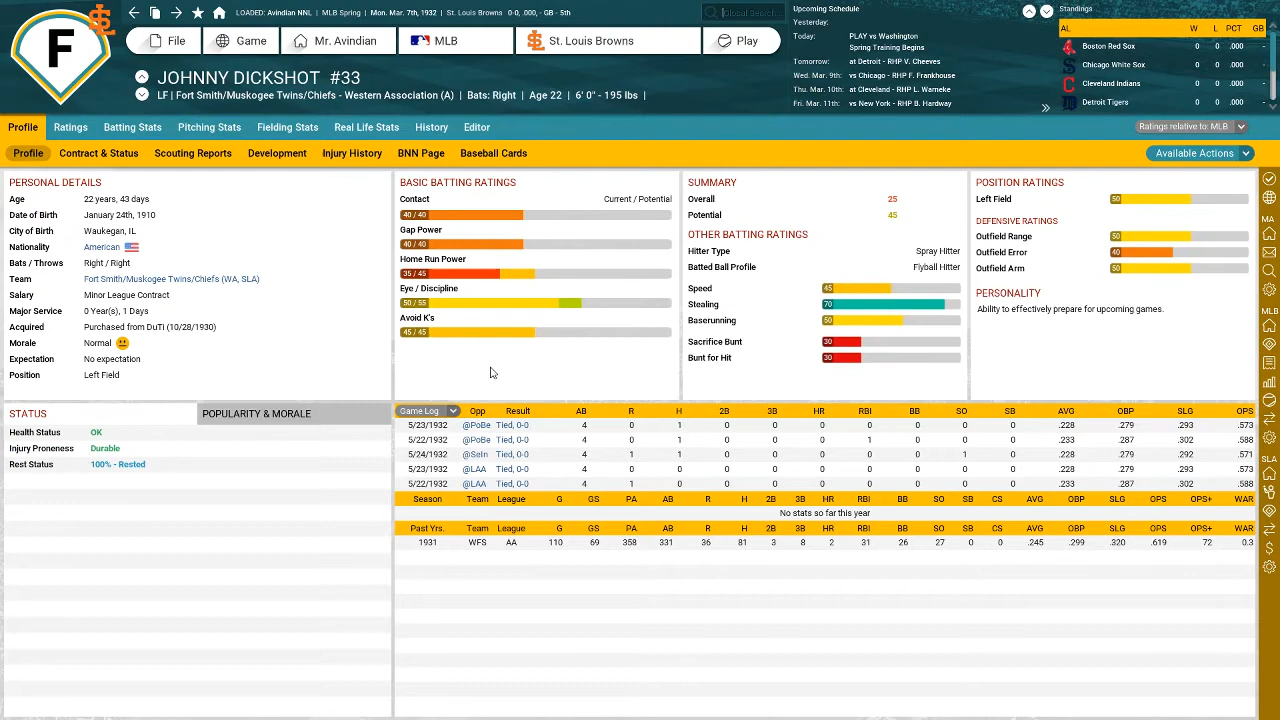 LOADED: Avindian NNL | MLB Spring | Mon. Mar. 7th, 1932 | St. Louis Browns 0-0, .000, - GB - 5th
Global Search...
File
Game
Mr. Avindian
MLB
St. Louis Browns
Play
F
JOHNNY DICKSHOT #33
LF | Fort Smith/Muskogee Twins/Chiefs - Western Association (A) | Bats: Right | Age 22 | 6' 0" - 195 lbs |
Upcoming Schedule
Yesterday:
Today: PLAY vs Washington
Spring Training Begins
Tomorrow: at Detroit - RHP V. Cheeves
Wed. Mar. 9th: vs Chicago - RHP F. Frankhouse
Thu. Mar. 10th: at Cleveland - RHP L. Warneke
Fri. Mar. 11th: vs New York - RHP B. Hardway
Standings
AL W L PCT GB
Boston Red Sox 0 0 .000 -
Chicago White Sox 0 0 .000 -
Cleveland Indians 0 0 .000 -
Detroit Tigers 0 0 .000 -
Profile Ratings Batting Stats Pitching Stats Fielding Stats Real Life Stats History Editor
Ratings relative to: MLB
Profile Contract & Status Scouting Reports Development Injury History BNN Page Baseball Cards
Available Actions
PERSONAL DETAILS
Age 22 years, 43 days
Date of Birth January 24th, 1910
City of Birth Waukegan, IL
Nationality American
Bats / Throws Right / Right
Team Fort Smith/Muskogee Twins/Chiefs (WA, SLA)
Salary Minor League Contract
Major Service 0 Year(s), 1 Days
Acquired Purchased from DuTi (10/28/1930)
Morale Normal
Expectation No expectation
Position Left Field
BASIC BATTING RATINGS
Contact Current / Potential
40 / 40
Gap Power
40 / 40
Home Run Power
35 / 45
Eye / Discipline
50 / 55
Avoid K's
45 / 45
SUMMARY
Overall 25
Potential 45
OTHER BATTING RATINGS
Hitter Type Spray Hitter
Batted Ball Profile Flyball Hitter
Speed 45
Stealing 70
Baserunning 50
Sacrifice Bunt 30
Bunt for Hit 30
POSITION RATINGS
Left Field 50
DEFENSIVE RATINGS
Outfield Range 50
Outfield Error 40
Outfield Arm 50
PERSONALITY
Ability to effectively prepare for upcoming games.
MA
MLB
SLA
STATUS POPULARITY & MORALE
Health Status OK
Injury Proneness Durable
Rest Status 100% - Rested
Game Log Opp Result AB R H 2B 3B HR RBI BB SO SB AVG OBP SLG OPS
5/23/1932 @PoBe Tied, 0-0 4 0 1 0 0 0 0 0 0 0 .228 .279 .293 .573
5/22/1932 @PoBe Tied, 0-0 4 0 1 0 0 0 1 0 0 0 .233 .287 .302 .588
5/24/1932 @SeIn Tied, 0-0 4 1 1 0 0 0 0 0 1 0 .228 .279 .292 .571
5/23/1932 @LAA Tied, 0-0 4 0 0 0 0 0 0 0 0 0 .228 .279 .293 .573
5/22/1932 @LAA Tied, 0-0 4 1 0 0 0 0 0 0 0 0 .233 .287 .302 .588
Season Team League G GS PA AB R H 2B 3B HR RBI BB SO SB CS AVG OBP SLG OPS OPS+ WAR
No stats so far this year
Past Yrs. Team League G GS PA AB R H 2B 3B HR RBI BB SO SB CS AVG OBP SLG OPS OPS+ WAR
1931 WFS AA 110 69 358 331 36 81 3 8 2 31 26 27 0 0 .245 .299 .320 .619 72 0.3